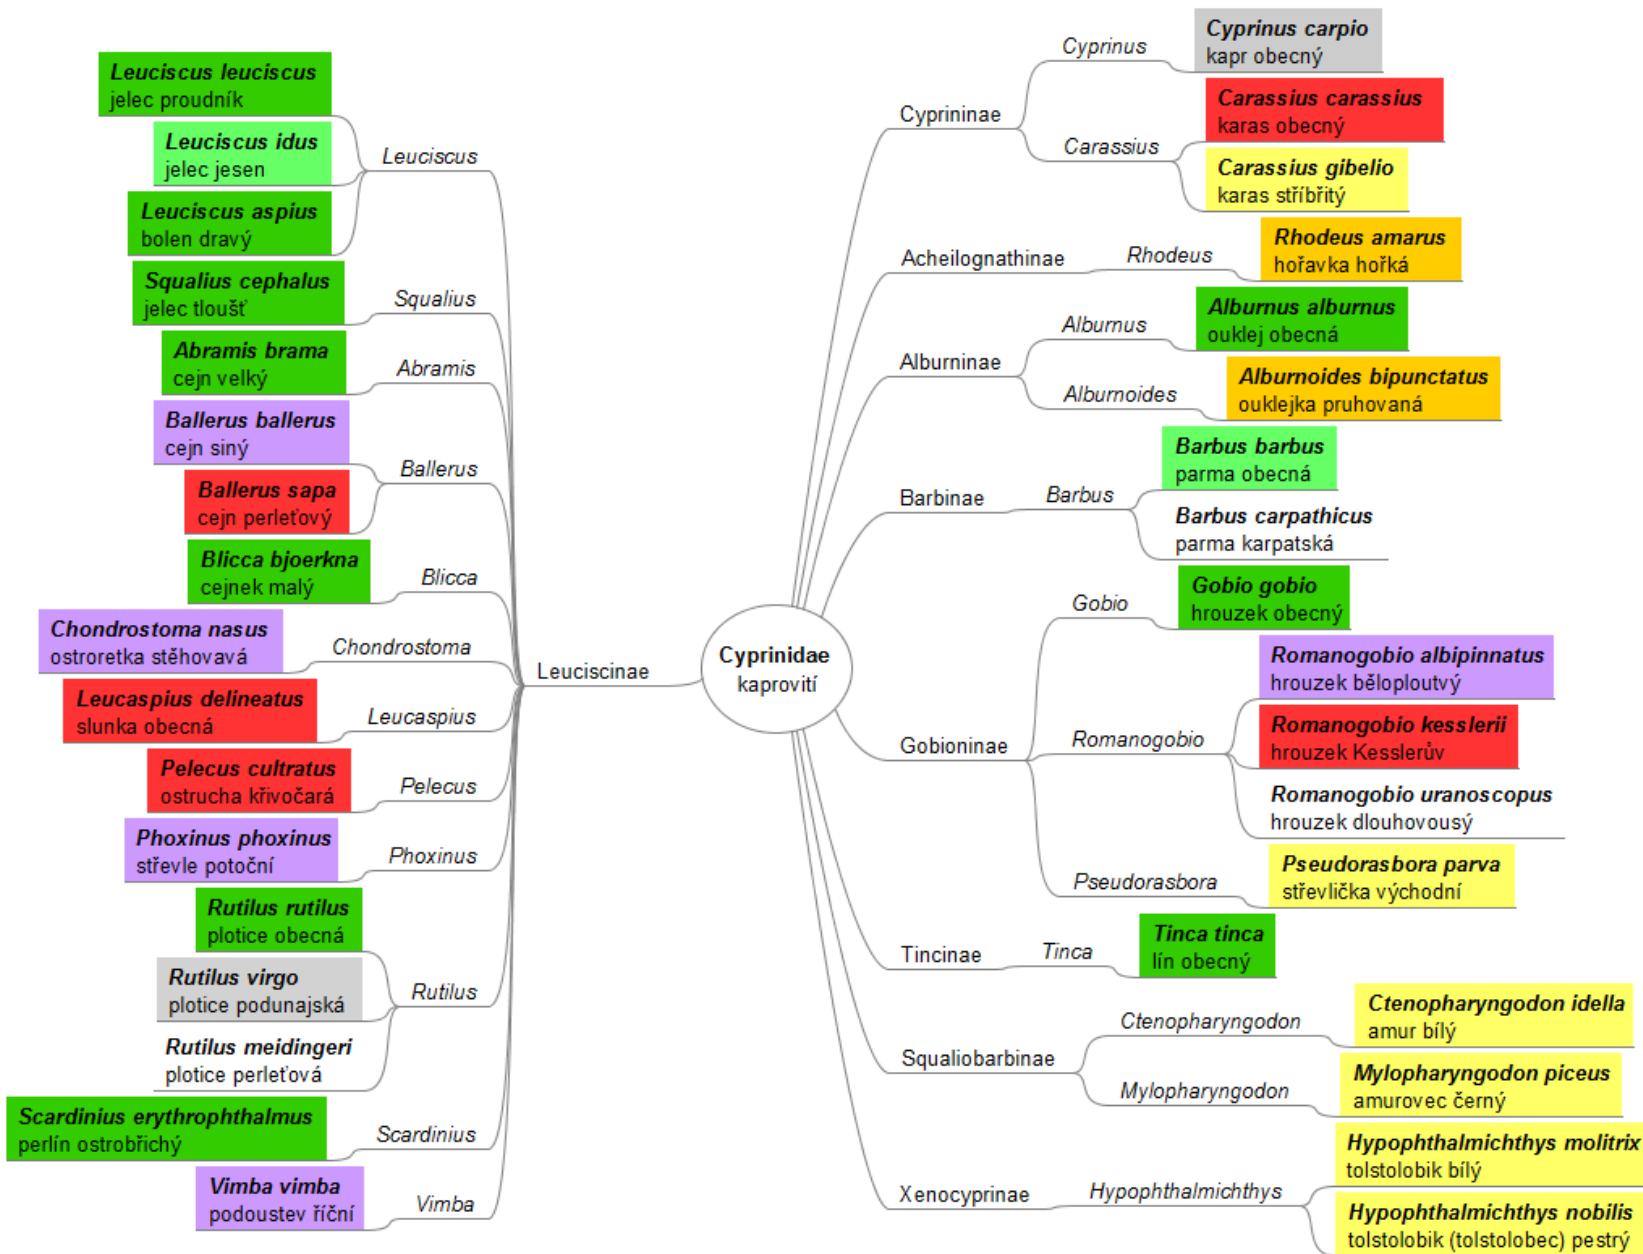 Cyprinidae
kaprovití
Leuciscinae
Leuciscus
Leuciscus leuciscus
jelec proudník
Leuciscus idus
jelec jesen
Leuciscus aspius
bolen dravý
Squalius
Squalius cephalus
jelec tloušť
Abramis
Abramis brama
cejn velký
Ballerus
Ballerus ballerus
cejn siný
Ballerus sapa
cejn perleťový
Blicca
Blicca bjoerkna
cejnek malý
Chondrostoma
Chondrostoma nasus
ostroretka stěhovavá
Leucaspius
Leucaspius delineatus
slunka obecná
Pelecus
Pelecus cultratus
ostrucha křivočará
Phoxinus
Phoxinus phoxinus
střevle potoční
Rutilus
Rutilus rutilus
plotice obecná
Rutilus virgo
plotice podunajská
Rutilus meidingeri
plotice perleťová
Scardinius
Scardinius erythrophthalmus
perlín ostrobřichý
Vimba
Vimba vimba
podoustev říční
Cyprininae
Cyprinus
Cyprinus carpio
kapr obecný
Carassius
Carassius carassius
karas obecný
Carassius gibelio
karas stříbřitý
Acheilognathinae
Rhodeus
Rhodeus amarus
hořavka hořká
Alburninae
Alburnus
Alburnus alburnus
ouklej obecná
Alburnoides
Alburnoides bipunctatus
ouklejka pruhovaná
Barbinae
Barbus
Barbus barbus
parma obecná
Barbus carpathicus
parma karpatská
Gobioninae
Gobio
Gobio gobio
hrouzek obecný
Romanogobio
Romanogobio albipinnatus
hrouzek běloploutvý
Romanogobio kesslerii
hrouzek Kesslerův
Romanogobio uranoscopus
hrouzek dlouhovousý
Pseudorasbora
Pseudorasbora parva
střevlička východní
Tincinae
Tinca
Tinca tinca
lín obecný
Squaliobarbinae
Ctenopharyngodon
Ctenopharyngodon idella
amur bílý
Mylopharyngodon
Mylopharyngodon piceus
amurovec černý
Xenocyprinae
Hypophthalmichthys
Hypophthalmichthys molitrix
tolstolobik bílý
Hypophthalmichthys nobilis
tolstolobik (tolstolobec) pestrý